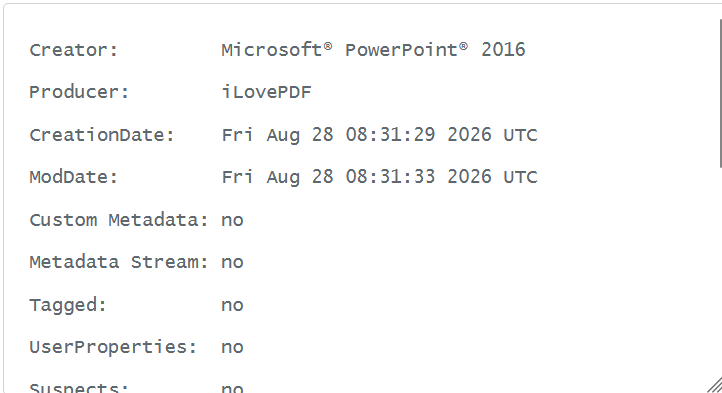 Creator: Microsoft® PowerPoint® 2016
Producer: iLovePDF
CreationDate: Fri Aug 28 08:31:29 2026 UTC
ModDate: Fri Aug 28 08:31:33 2026 UTC
Custom Metadata: no
Metadata Stream: no
Tagged: no
UserProperties: no
Suspects: no